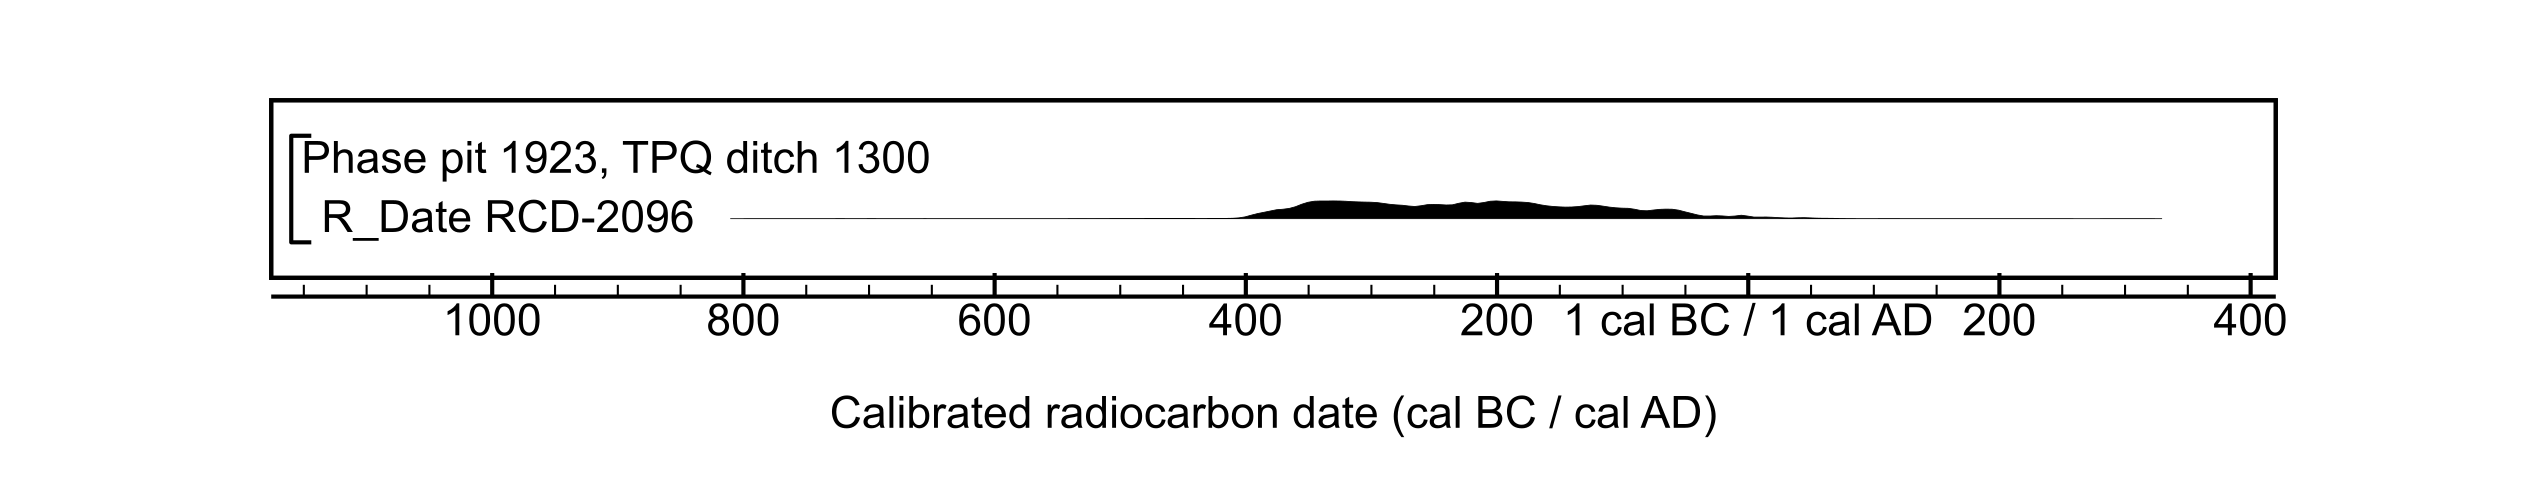 Phase pit 1923, TPQ ditch 1300
R_Date RCD-2096
1000 800 600 400 200 1 cal BC / 1 cal AD 200 400
Calibrated radiocarbon date (cal BC / cal AD)